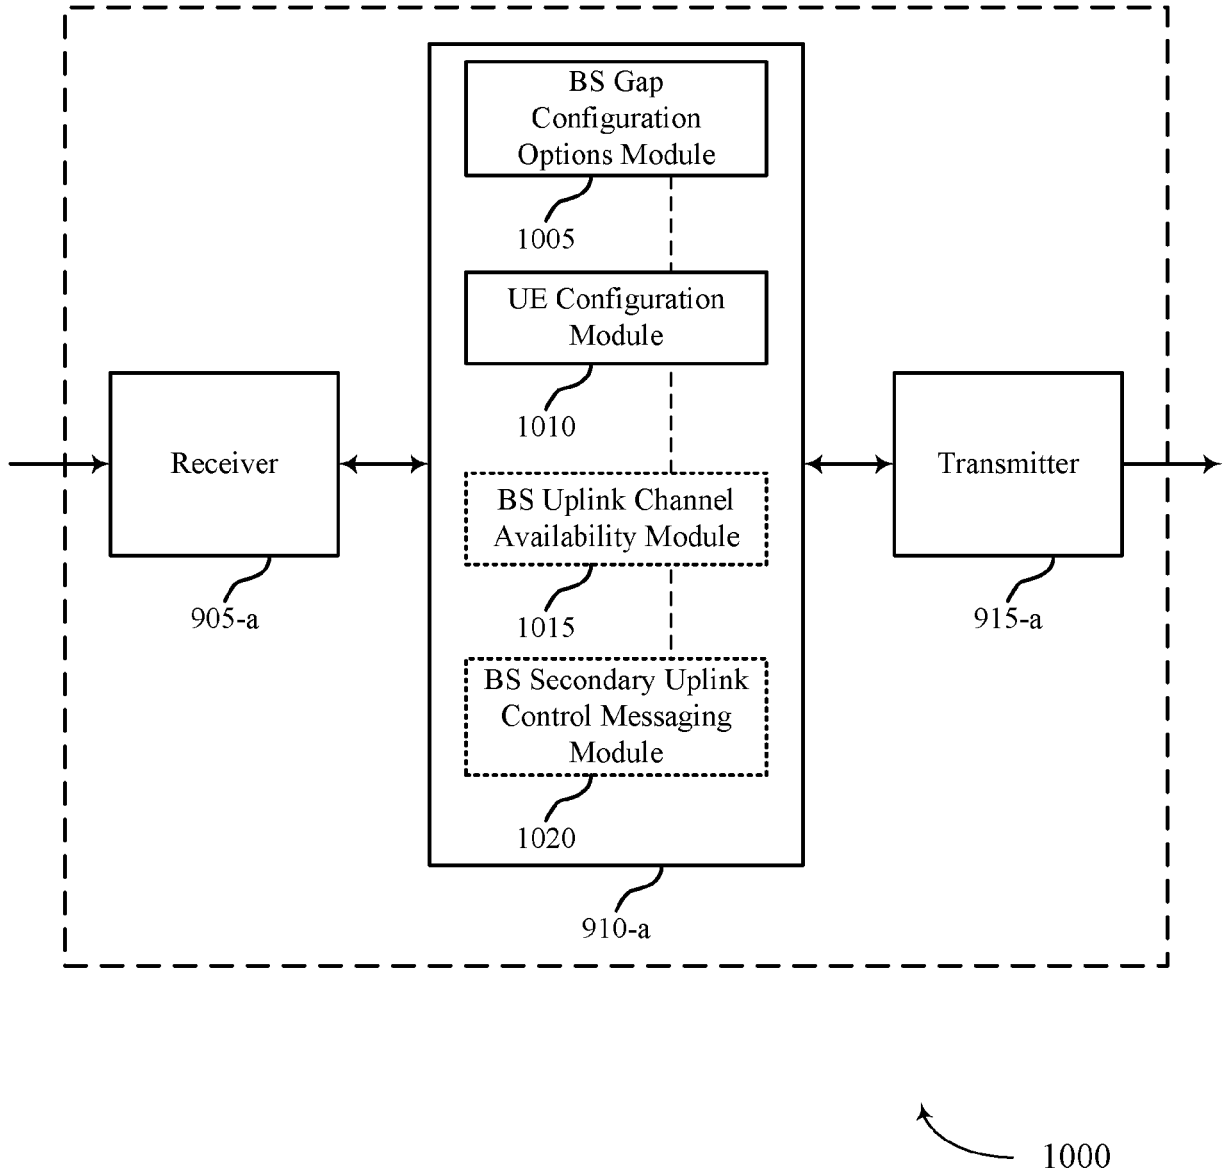 BS Gap
Configuration
Options Module
1005
UE Configuration
Module
1010
Receiver
905-a
BS Uplink Channel
Availability Module
1015
Transmitter
915-a
BS Secondary Uplink
Control Messaging
Module
1020
910-a
1000